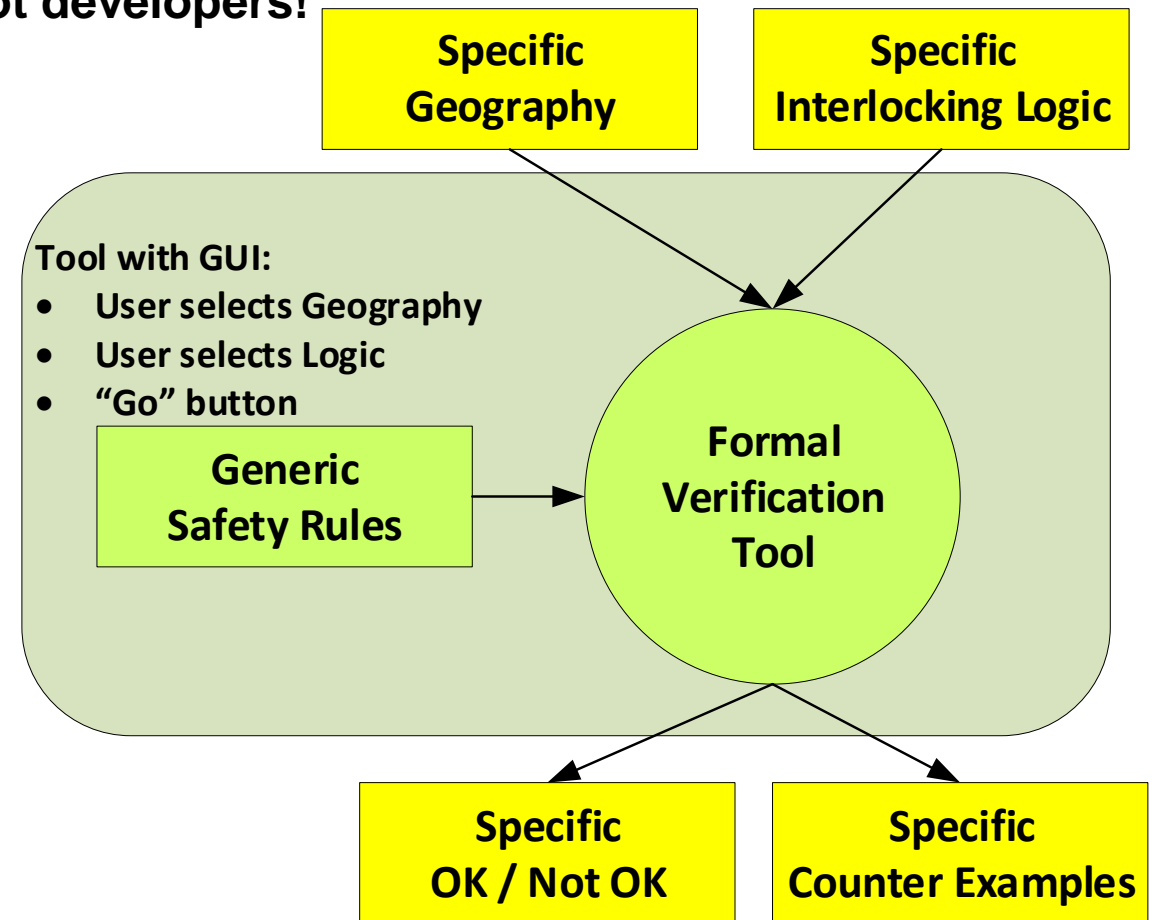 ot developers!
Specific
Geography
Specific
Interlocking Logic
Tool with GUI:
• User selects Geography
• User selects Logic
• “Go” button
Generic
Safety Rules
Formal
Verification
Tool
Specific
OK / Not OK
Specific
Counter Examples